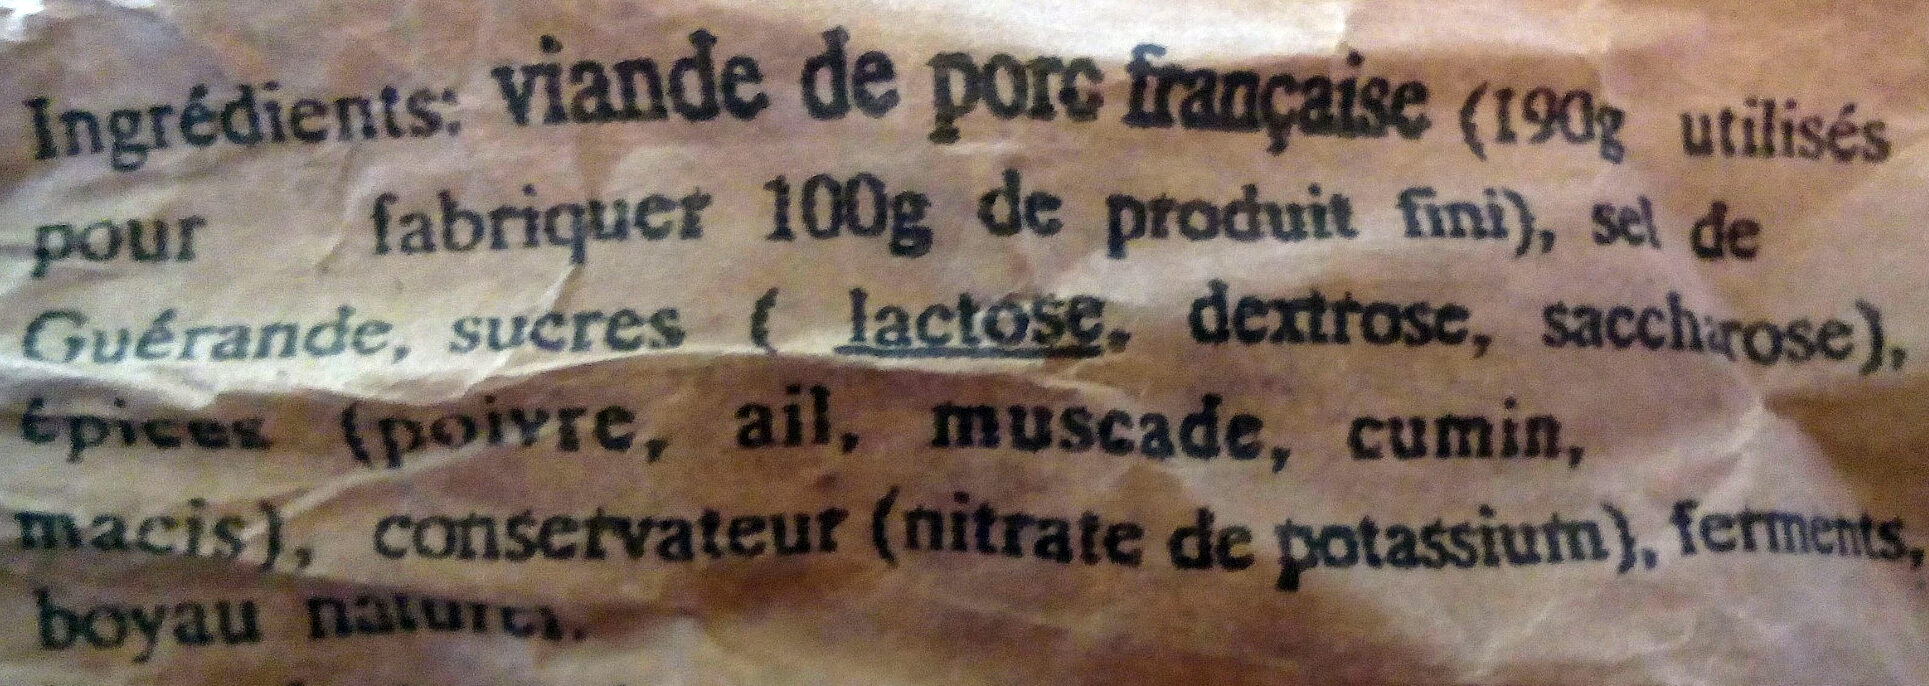 Ingrédients: viande de porc française (190g utilisés
pour fabriquer 100g de produit fini), sel de
Guérande, sucres ( lactose, dextrose, saccharose),
épices (poivre, ail, muscade, cumin,
macis), conservateur (nitrate de potassium), ferments,
boyau naturel.